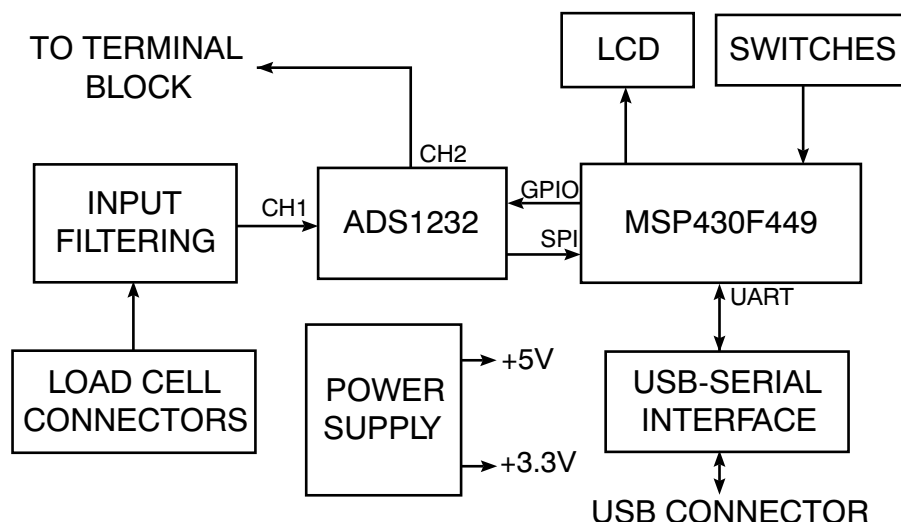 TO TERMINAL
BLOCK
LCD
SWITCHES
CH2
INPUT
FILTERING
CH1
ADS1232
GPIO
SPI
MSP430F449
UART
LOAD CELL
CONNECTORS
POWER
SUPPLY
+5V
+3.3V
USB-SERIAL
INTERFACE
USB CONNECTOR